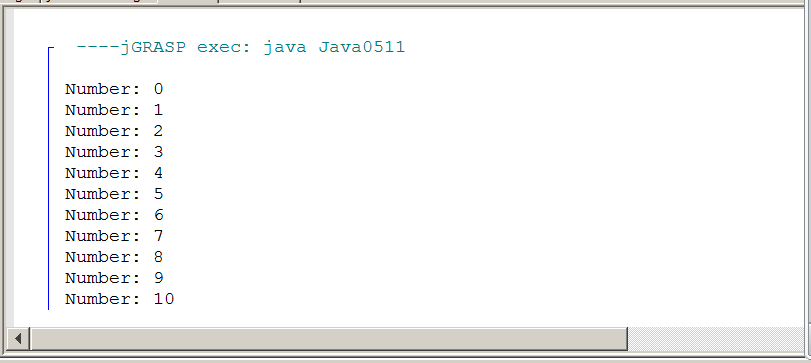 ----jGRASP exec: java Java0511
Number: 0
Number: 1
Number: 2
Number: 3
Number: 4
Number: 5
Number: 6
Number: 7
Number: 8
Number: 9
Number: 10